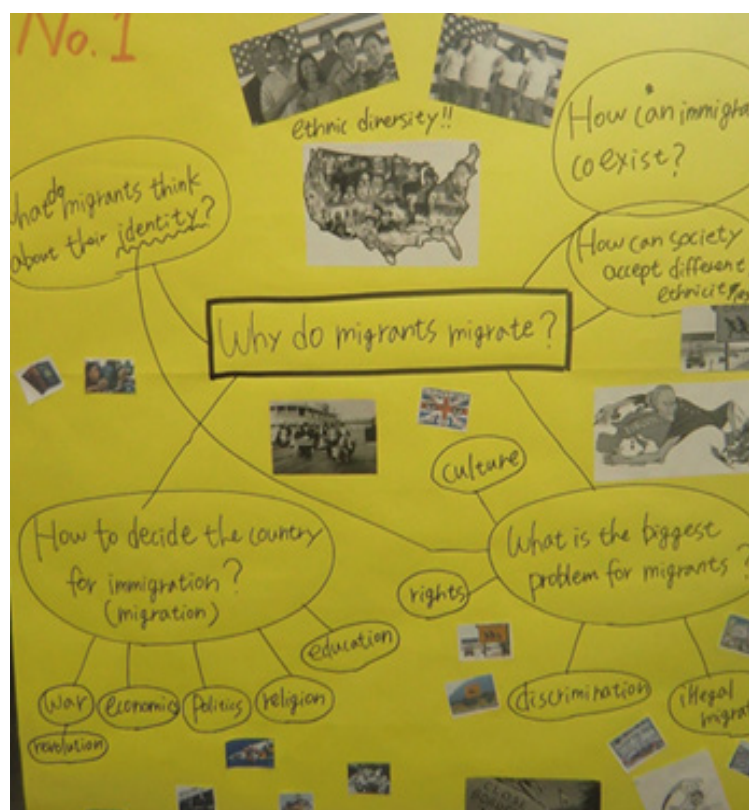 No. 1
ethnic diversity!!
How can immigra
coexist?
What do migrants think
about their identity?
How can society
accept different
ethnicities
Why do migrants migrate?
culture
How to decide the country
for immigration?
(migration)
What is the biggest
problem for migrants?
rights
education
war
economic
politics
religion
revolution
discrimination
illegal
migrat
CLOSE